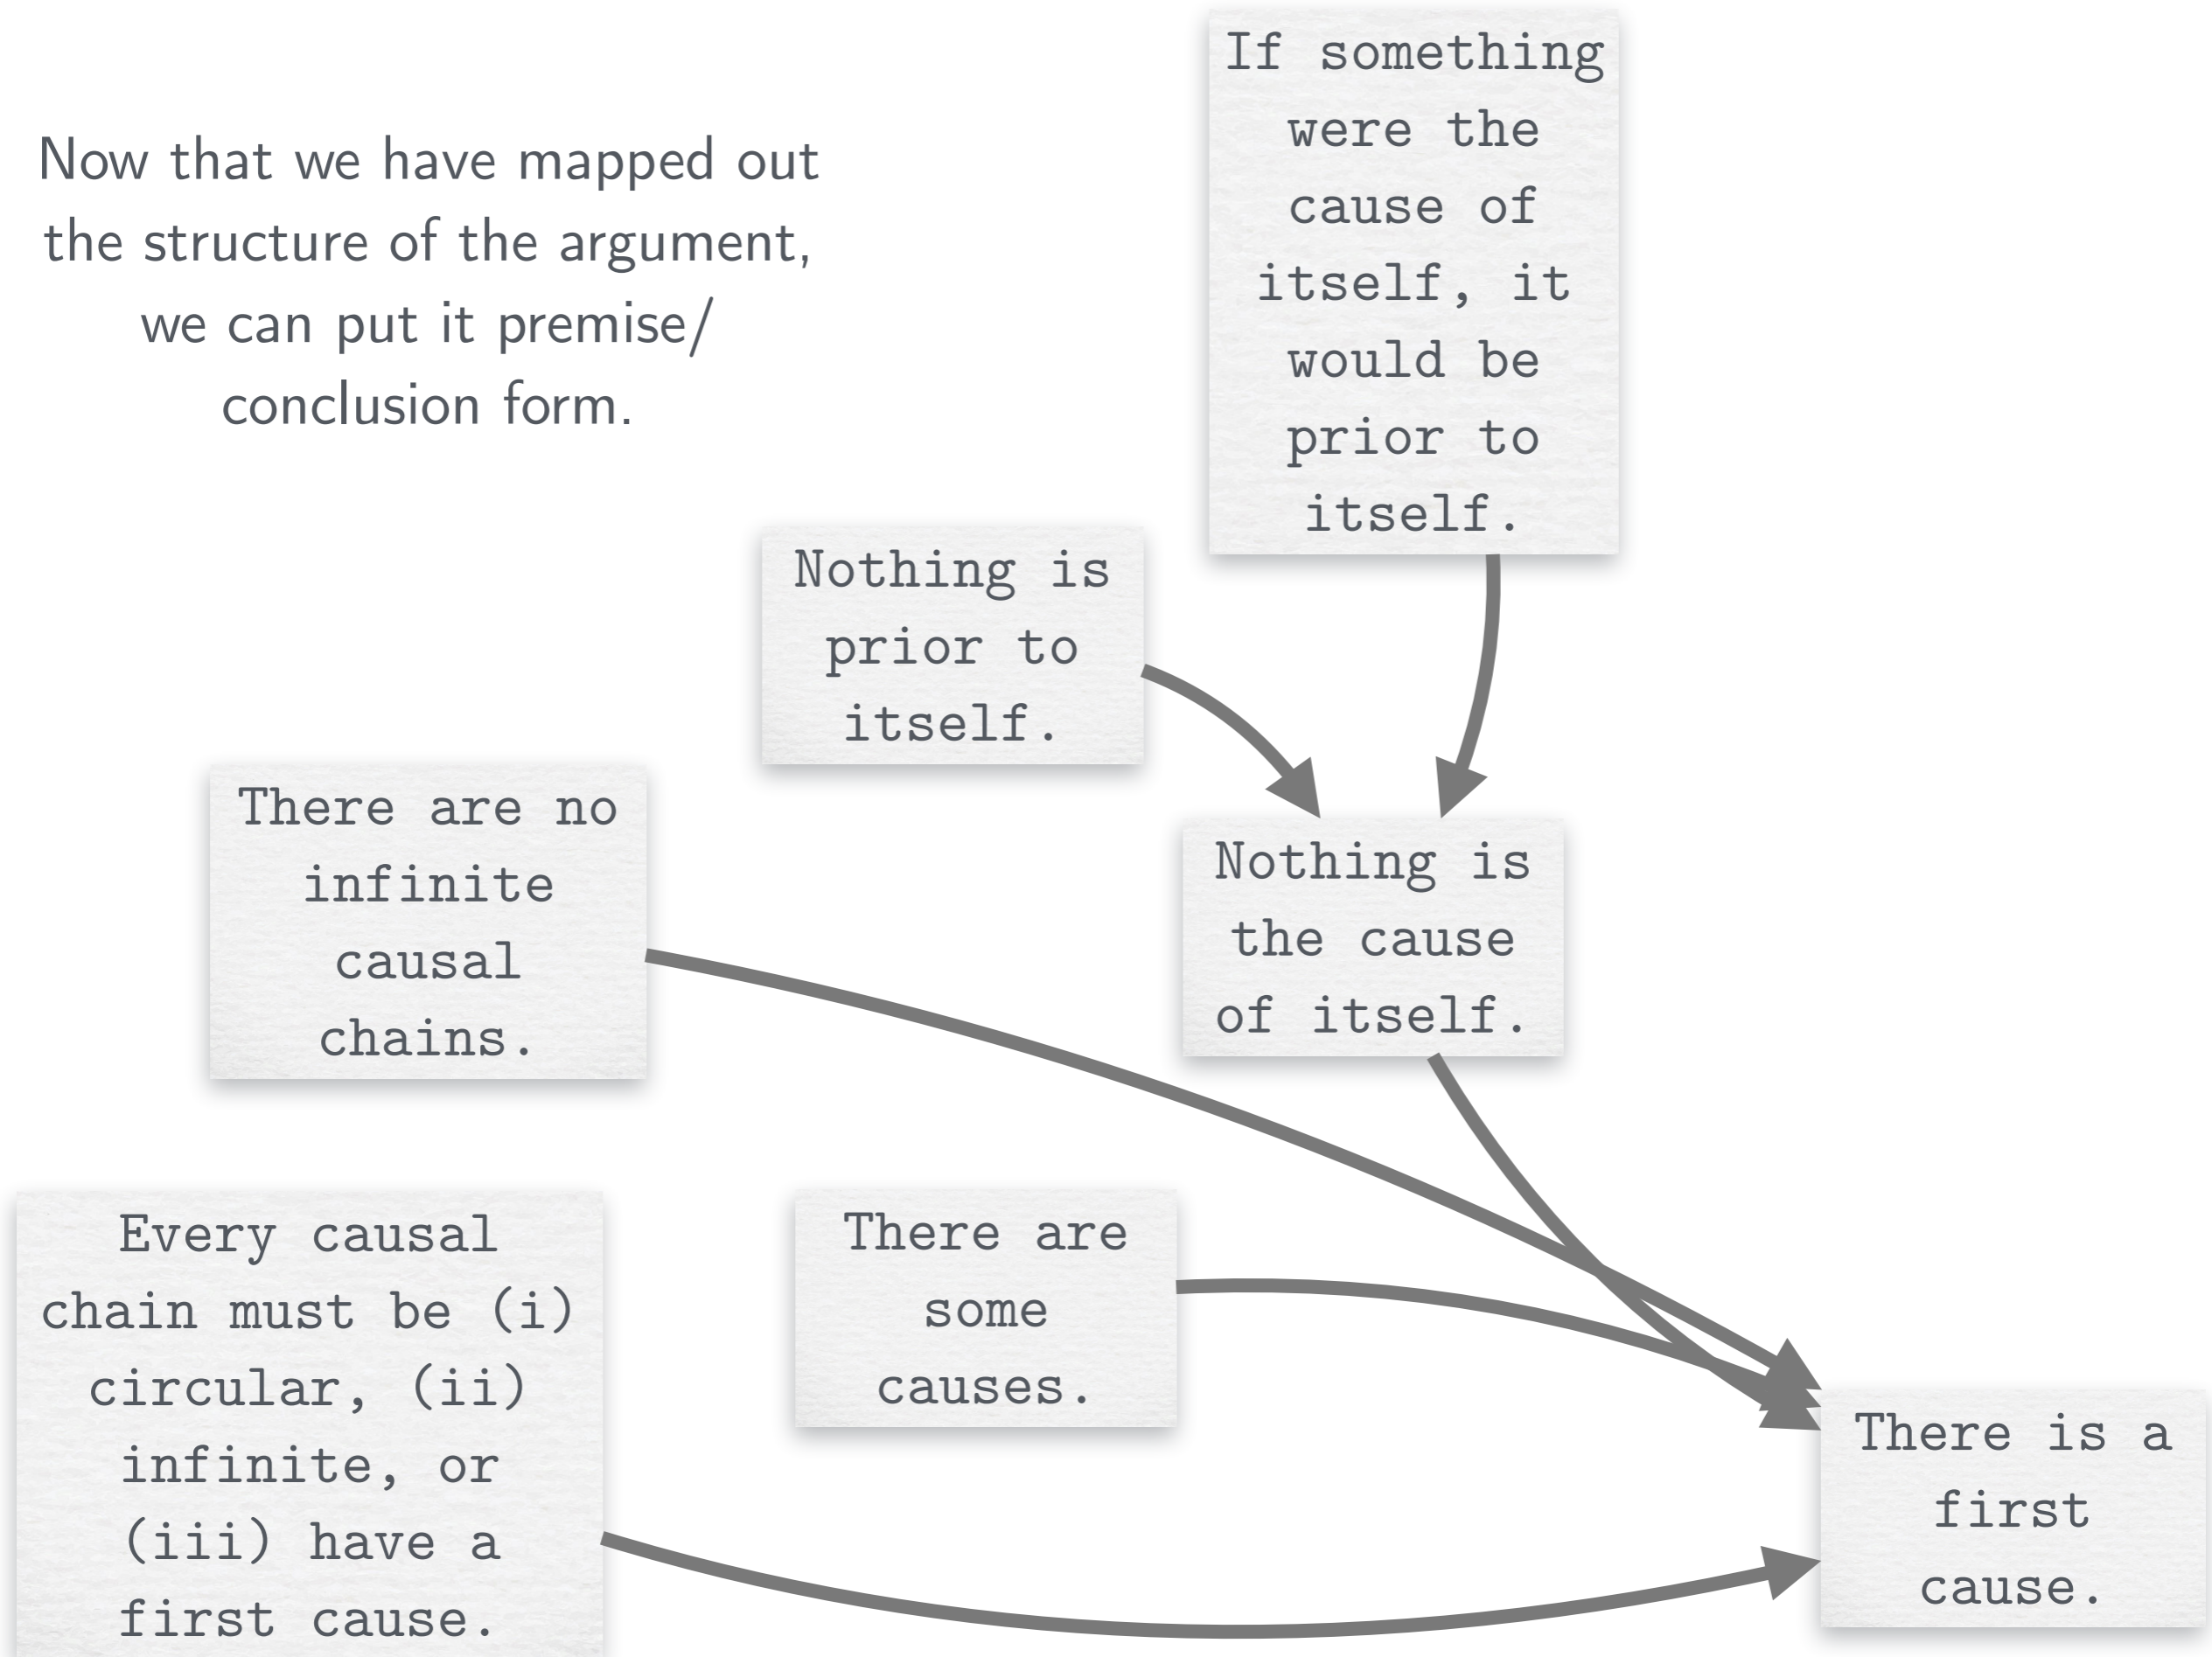 Now that we have mapped out
the structure of the argument,
we can put it premise/
conclusion form.
If something
were the
cause of
itself, it
would be
prior to
itself.
Nothing is
prior to
itself.
There are no
infinite
causal
chains.
Nothing is
the cause
of itself.
Every causal
chain must be (i)
circular, (ii)
infinite, or
(iii) have a
first cause.
There are
some
causes.
There is a
first
cause.